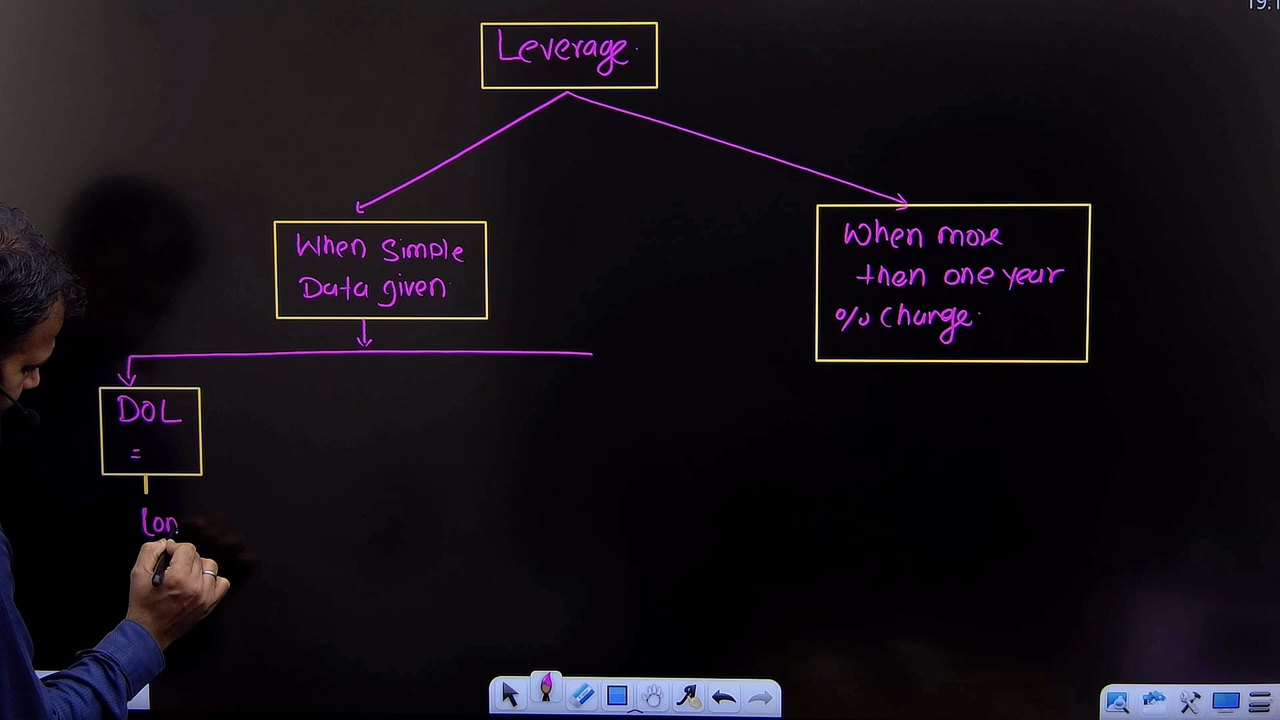 Leverage
When Simple
Data given
When more
then one year
% Change
DOL
=